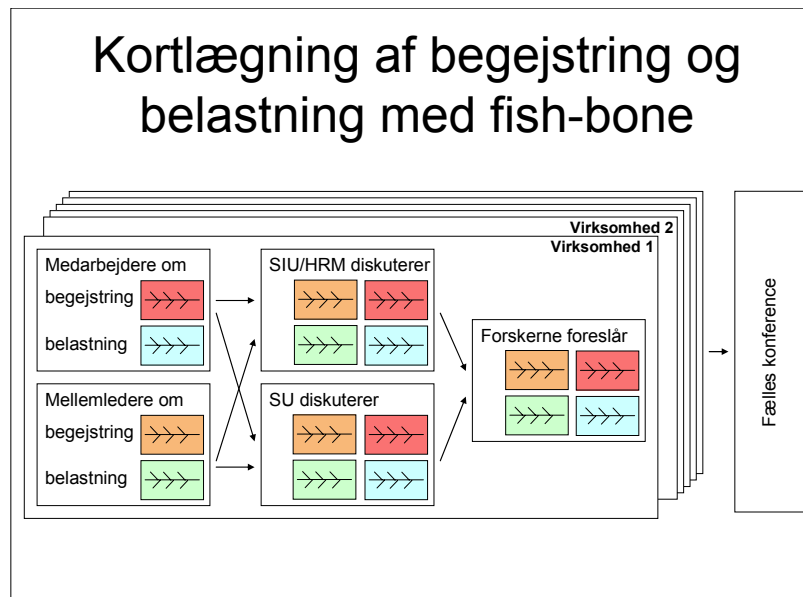 Kortlægning af begejstring og
belastning med fish-bone
Virksomhed 2
Virksomhed 1
Medarbejdere om
begejstring
belastning
Mellemledere om
begejstring
belastning
SIU/HRM diskuterer
SU diskuterer
Forskerne foreslår
Fælles konference